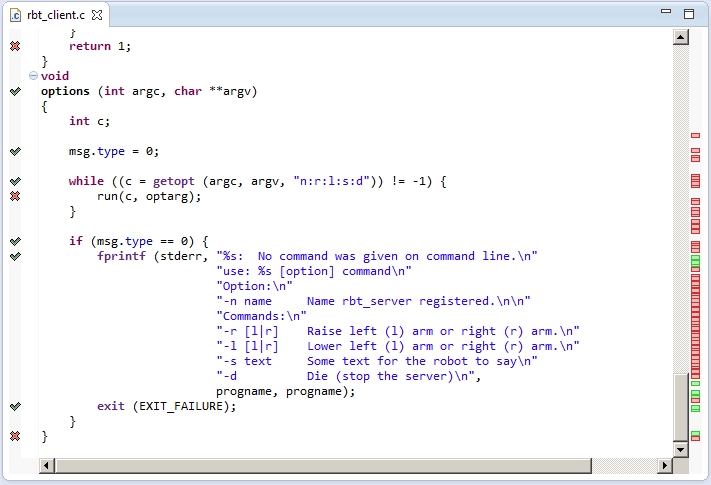 rbt_client.c
}
return 1;
}
void
options (int argc, char **argv)
{
int c;
msg.type = 0;
while ((c = getopt (argc, argv, "n:r:l:s:d")) != -1) {
run(c, optarg);
}
if (msg.type == 0) {
fprintf (stderr, "%s:  No command was given on command line.\n"
"use: %s [option] command\n"
"Option:\n"
"-n name     Name rbt_server registered.\n\n"
"Commands:\n"
"-r [l|r]    Raise left (l) arm or right (r) arm.\n"
"-l [l|r]    Lower left (l) arm or right (r) arm.\n"
"-s text     Some text for the robot to say\n"
"-d          Die (stop the server)\n",
progname, progname);
exit (EXIT_FAILURE);
}
}